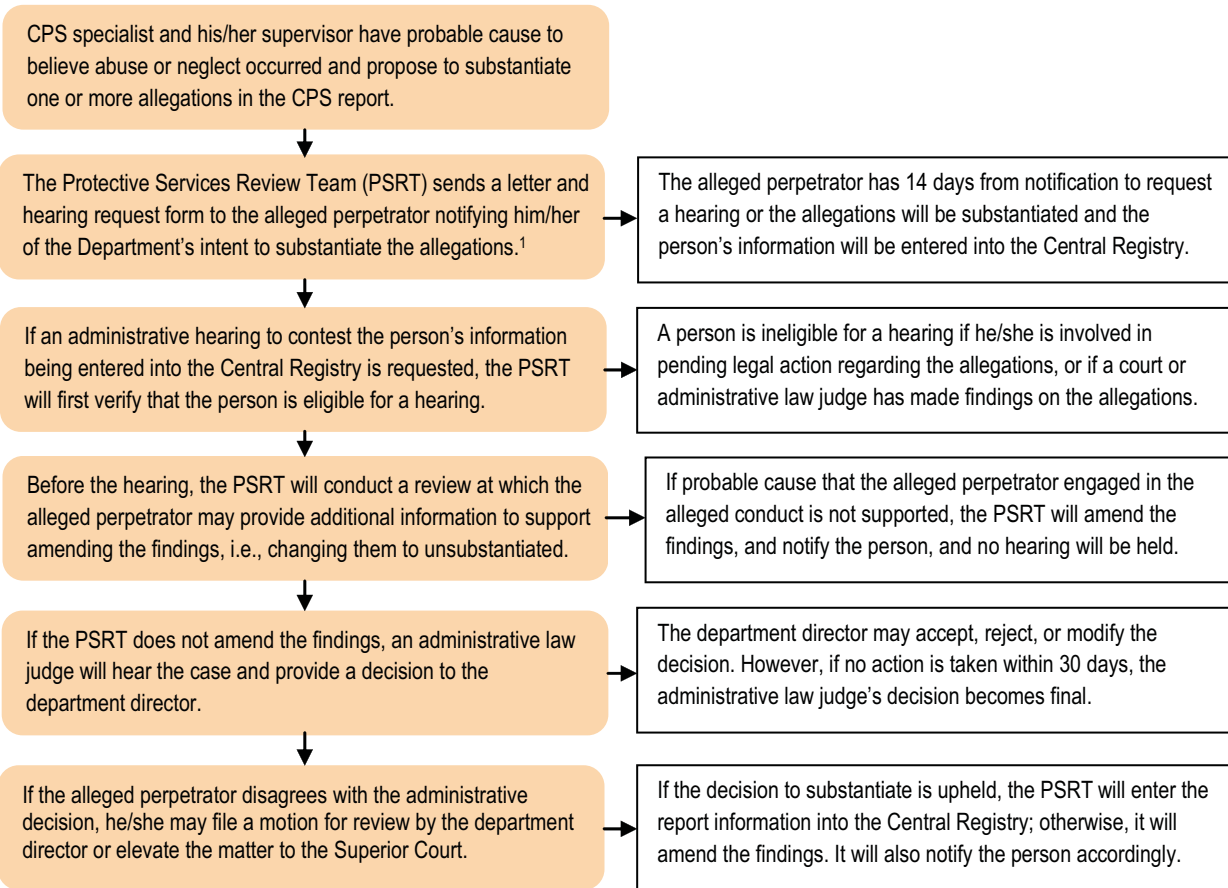 CPS specialist and his/her supervisor have probable cause to
believe abuse or neglect occurred and propose to substantiate
one or more allegations in the CPS report.
The Protective Services Review Team (PSRT) sends a letter and
hearing request form to the alleged perpetrator notifying him/her
of the Department’s intent to substantiate the allegations.1
The alleged perpetrator has 14 days from notification to request
a hearing or the allegations will be substantiated and the
person’s information will be entered into the Central Registry.
If an administrative hearing to contest the person’s information
being entered into the Central Registry is requested, the PSRT
will first verify that the person is eligible for a hearing.
A person is ineligible for a hearing if he/she is involved in
pending legal action regarding the allegations, or if a court or
administrative law judge has made findings on the allegations.
Before the hearing, the PSRT will conduct a review at which the
alleged perpetrator may provide additional information to support
amending the findings, i.e., changing them to unsubstantiated.
If probable cause that the alleged perpetrator engaged in the
alleged conduct is not supported, the PSRT will amend the
findings, and notify the person, and no hearing will be held.
If the PSRT does not amend the findings, an administrative law
judge will hear the case and provide a decision to the
department director.
The department director may accept, reject, or modify the
decision. However, if no action is taken within 30 days, the
administrative law judge’s decision becomes final.
If the alleged perpetrator disagrees with the administrative
decision, he/she may file a motion for review by the department
director or elevate the matter to the Superior Court.
If the decision to substantiate is upheld, the PSRT will enter the
report information into the Central Registry; otherwise, it will
amend the findings. It will also notify the person accordingly.